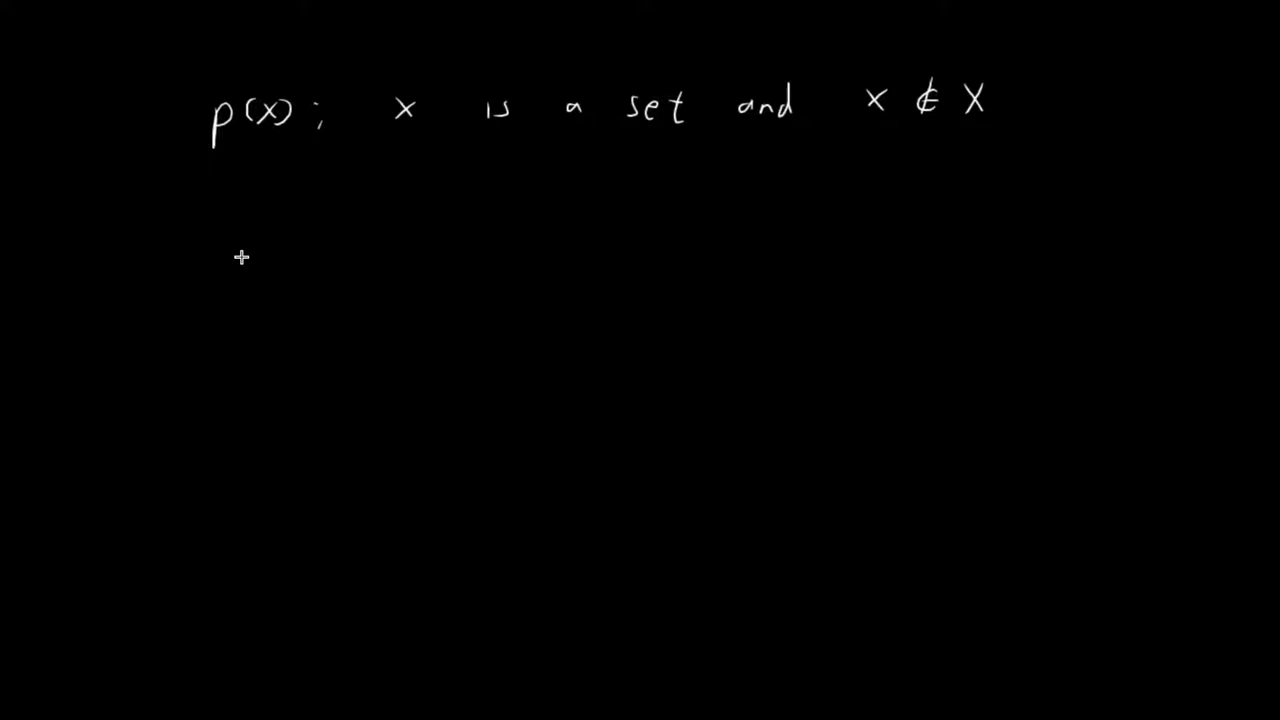 p(x); x is a set and x ∉ X